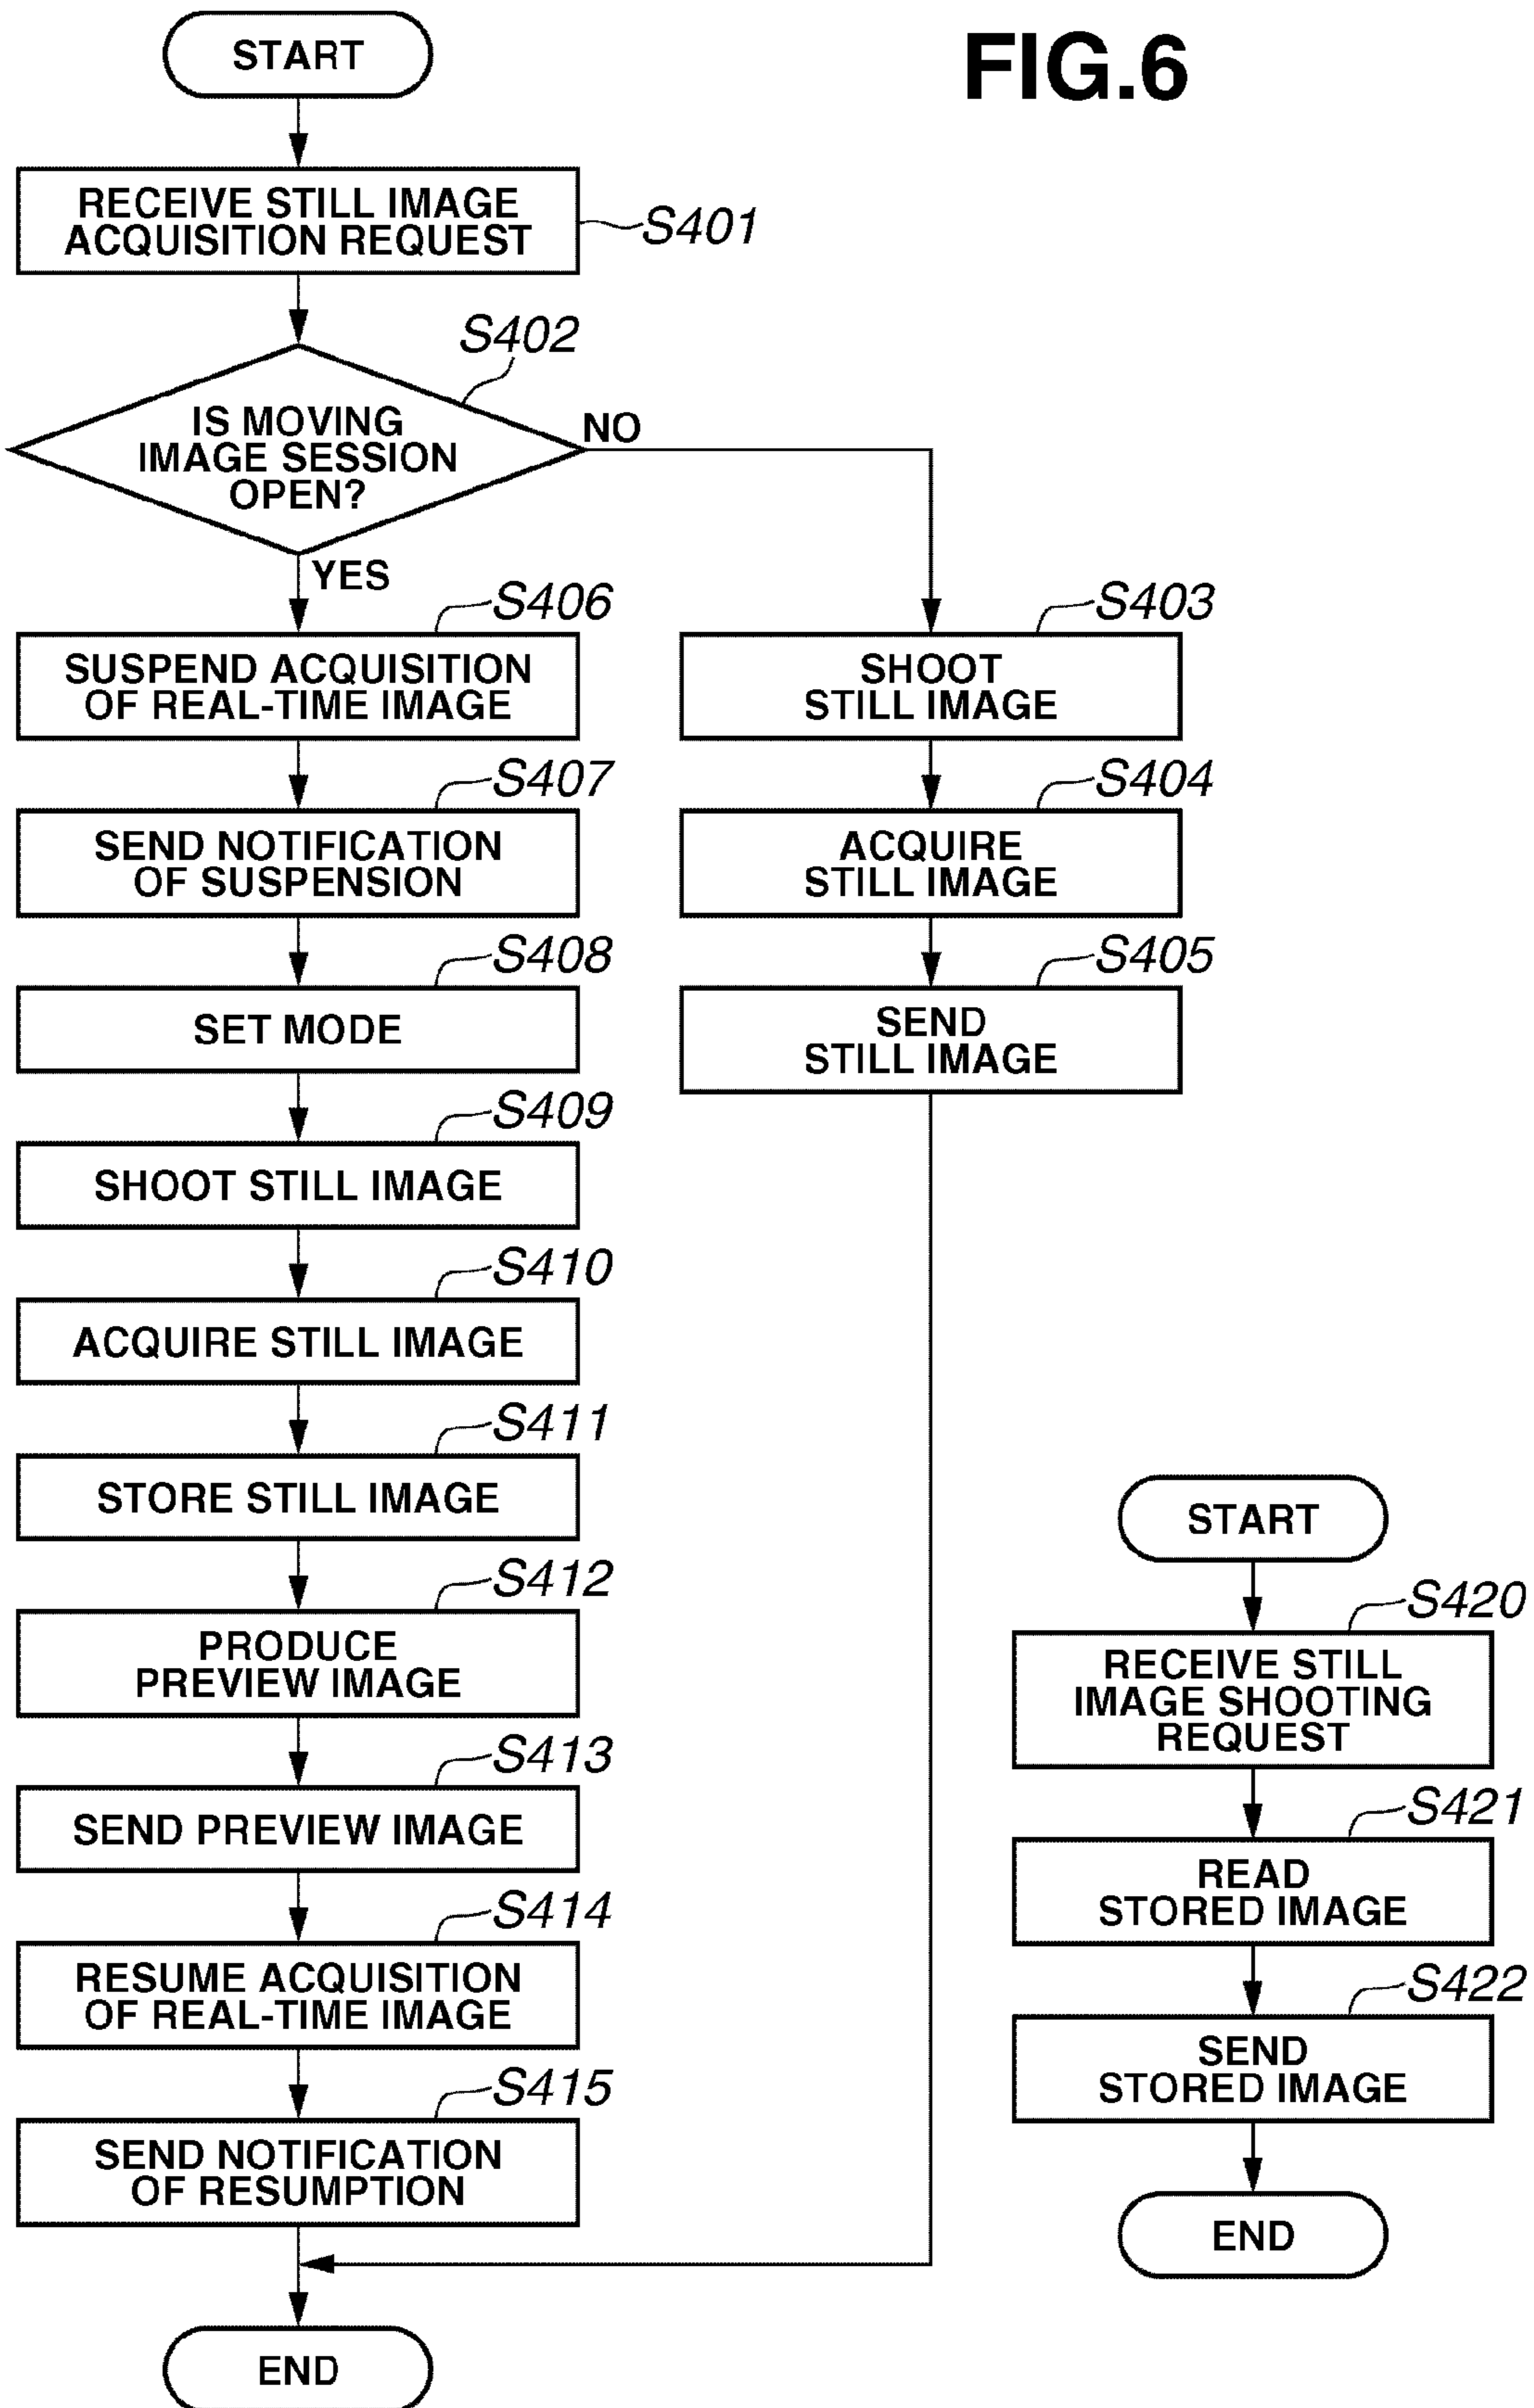 FIG.6
START
RECEIVE STILL IMAGE
ACQUISITION REQUEST
S401
S402
IS MOVING
IMAGE SESSION
OPEN?
NO
YES
S406
SUSPEND ACQUISITION
OF REAL-TIME IMAGE
S407
SEND NOTIFICATION
OF SUSPENSION
S408
SET MODE
S409
SHOOT STILL IMAGE
S410
ACQUIRE STILL IMAGE
S411
STORE STILL IMAGE
S412
PRODUCE
PREVIEW IMAGE
S413
SEND PREVIEW IMAGE
S414
RESUME ACQUISITION
OF REAL-TIME IMAGE
S415
SEND NOTIFICATION
OF RESUMPTION
END
S403
SHOOT
STILL IMAGE
S404
ACQUIRE
STILL IMAGE
S405
SEND
STILL IMAGE
START
S420
RECEIVE STILL
IMAGE SHOOTING
REQUEST
S421
READ
STORED IMAGE
S422
SEND
STORED IMAGE
END